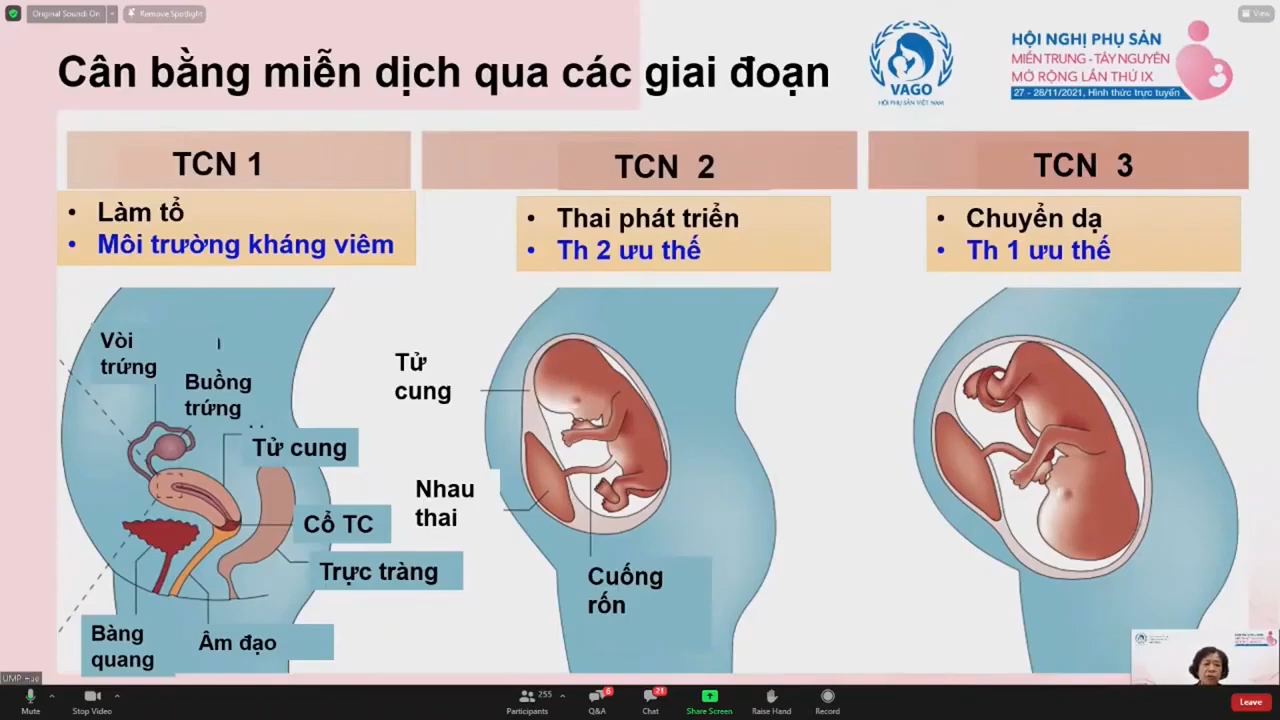 Original Sound: On
Remove Spotlight
View
Cân bằng miễn dịch qua các giai đoạn
VAGO
HỘI PHỤ SẢN VIỆT NAM
HỘI NGHỊ PHỤ SẢN
MIỀN TRUNG - TÂY NGUYÊN
MỞ RỘNG LẦN THỨ IX
27 - 28/11/2021, Hình thức trực tuyến
TCN 1
• Làm tổ
• Môi trường kháng viêm
TCN 2
• Thai phát triển
• Th 2 ưu thế
TCN 3
• Chuyển dạ
• Th 1 ưu thế
Vòi
trứng
Buồng
trứng
Tử cung
Cổ TC
Trực tràng
Bàng
quang
Âm đạo
Tử
cung
Nhau
thai
Cuống
rốn
UMP Hue
Mute
Stop Video
255
Participants
6
Q&A
21
Chat
Share Screen
Raise Hand
Record
Leave